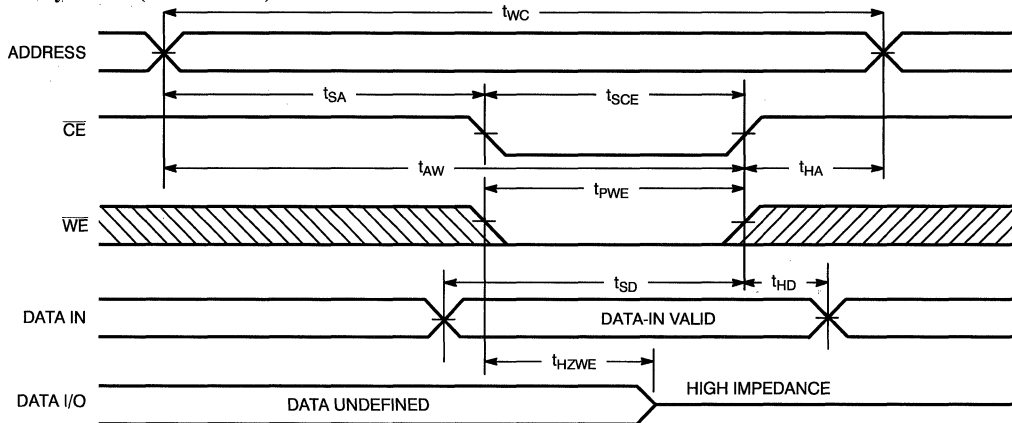 tWC
ADDRESS
tSA
tSCE
CE
tAW
tHA
tPWE
WE
tSD
tHD
DATA IN
DATA-IN VALID
tHZWE
HIGH IMPEDANCE
DATA I/O
DATA UNDEFINED